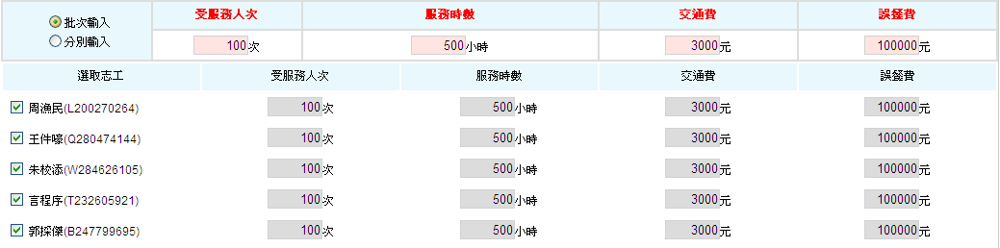 批次輸入
分別輸入
受服務人次 服務時數 交通費 誤餐費
100次 500小時 3000元 100000元
選取志工 受服務人次 服務時數 交通費 誤餐費
周漁民(L200270264) 100次 500小時 3000元 100000元
王件嚎(Q280474144) 100次 500小時 3000元 100000元
朱校添(W284626105) 100次 500小時 3000元 100000元
言程序(T232605921) 100次 500小時 3000元 100000元
郭採傑(B247799695) 100次 500小時 3000元 100000元